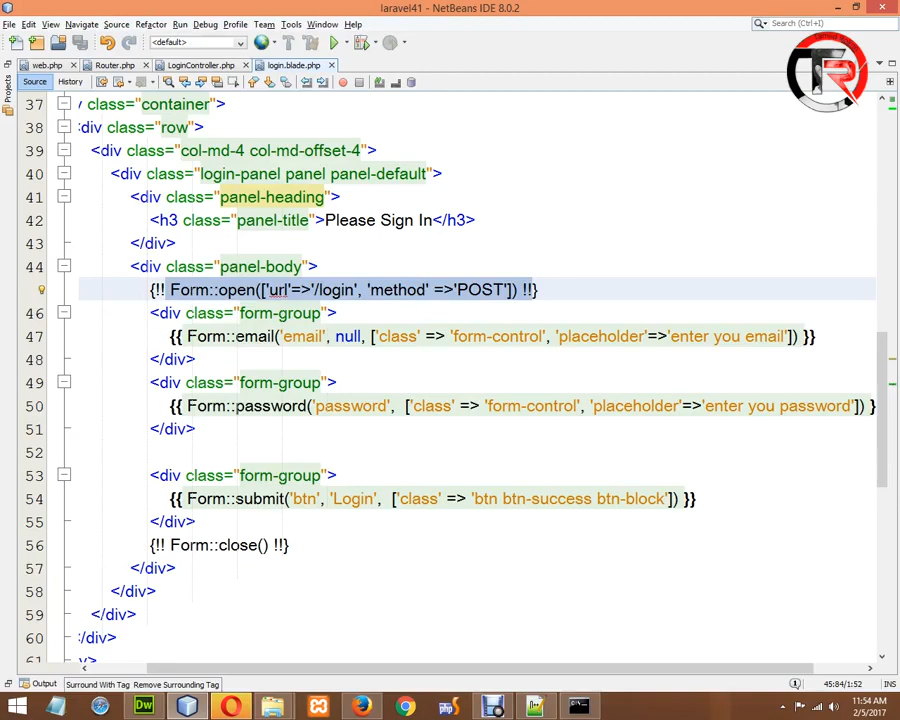 laravel41 - NetBeans IDE 8.0.2
File Edit View Navigate Source Refactor Run Debug Profile Team Tools Window Help
Search (Ctrl+I)
<default>
web.php Router.php LoginController.php login.blade.php
Projects
Source History
TR
37 / class="container">
38 :div class="row">
39 <div class="col-md-4 col-md-offset-4">
40 <div class="login-panel panel panel-default">
41 <div class="panel-heading">
42 <h3 class="panel-title">Please Sign In</h3>
43 </div>
44 <div class="panel-body">
{!! Form::open(['url'=>'/login', 'method' =>'POST']) !!}
46 <div class="form-group">
47 {{ Form::email('email', null, ['class' => 'form-control', 'placeholder'=>'enter you email']) }}
48 </div>
49 <div class="form-group">
50 {{ Form::password('password',  ['class' => 'form-control', 'placeholder'=>'enter you password']) }
51 </div>
52
53 <div class="form-group">
54 {{ Form::submit('btn', 'Login',  ['class' => 'btn btn-success btn-block']) }}
55 </div>
56 {!! Form::close() !!}
57 </div>
58 </div>
59 </div>
60 :/div>
61 />
Output Surround With Tag Remove Surrounding Tag 45:84/1:52 INS
Dw php
11:54 AM
2/5/2017